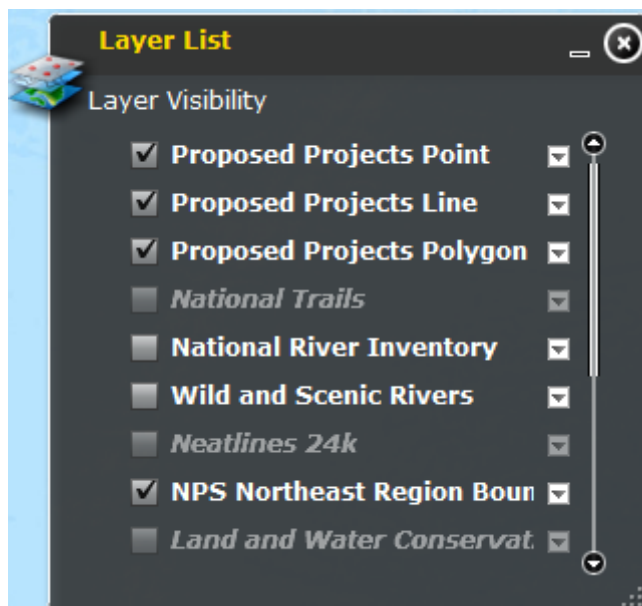 Layer List
Layer Visibility
Proposed Projects Point
Proposed Projects Line
Proposed Projects Polygon
National Trails
National River Inventory
Wild and Scenic Rivers
Neatlines 24k
NPS Northeast Region Boun
Land and Water Conservat.